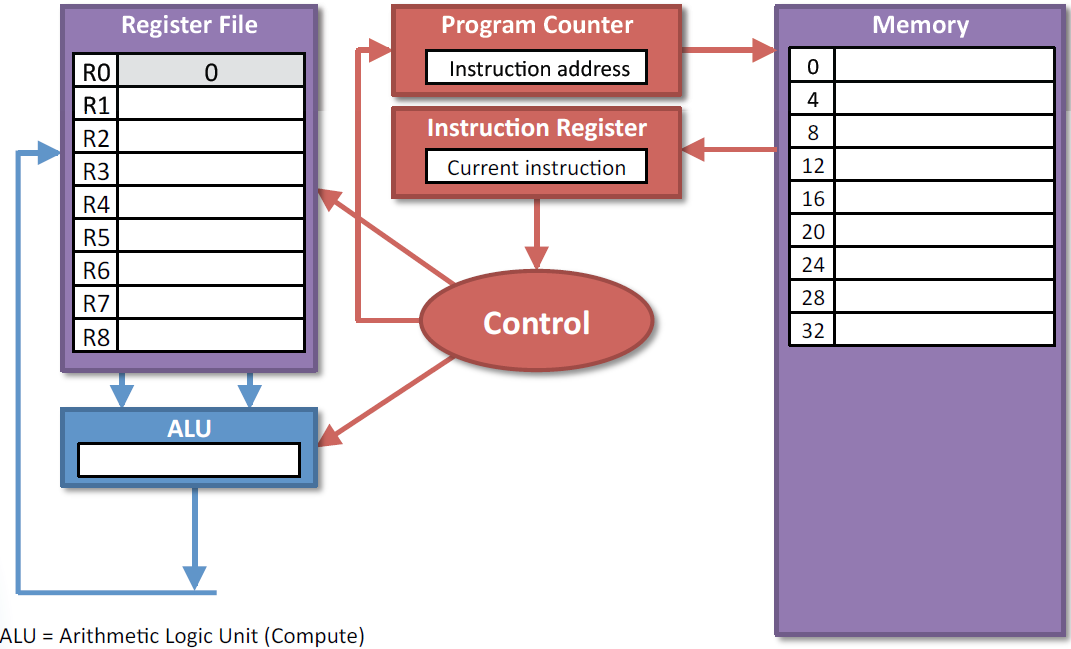 Register File
R0 0
R1
R2
R3
R4
R5
R6
R7
R8
ALU
Program Counter
Instruction address
Instruction Register
Current instruction
Control
Memory
0
4
8
12
16
20
24
28
32
ALU = Arithmetic Logic Unit (Compute)